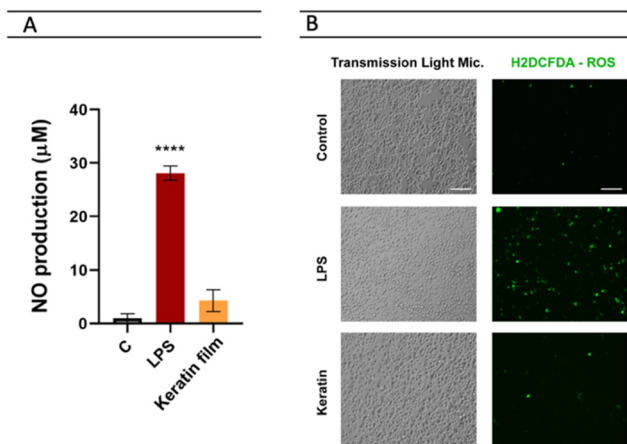 A
NO production (µM)
40
30
20
10
0
****
C
LPS
Keratin film
B
Transmission Light Mic.
H2DCFDA - ROS
Control
LPS
Keratin